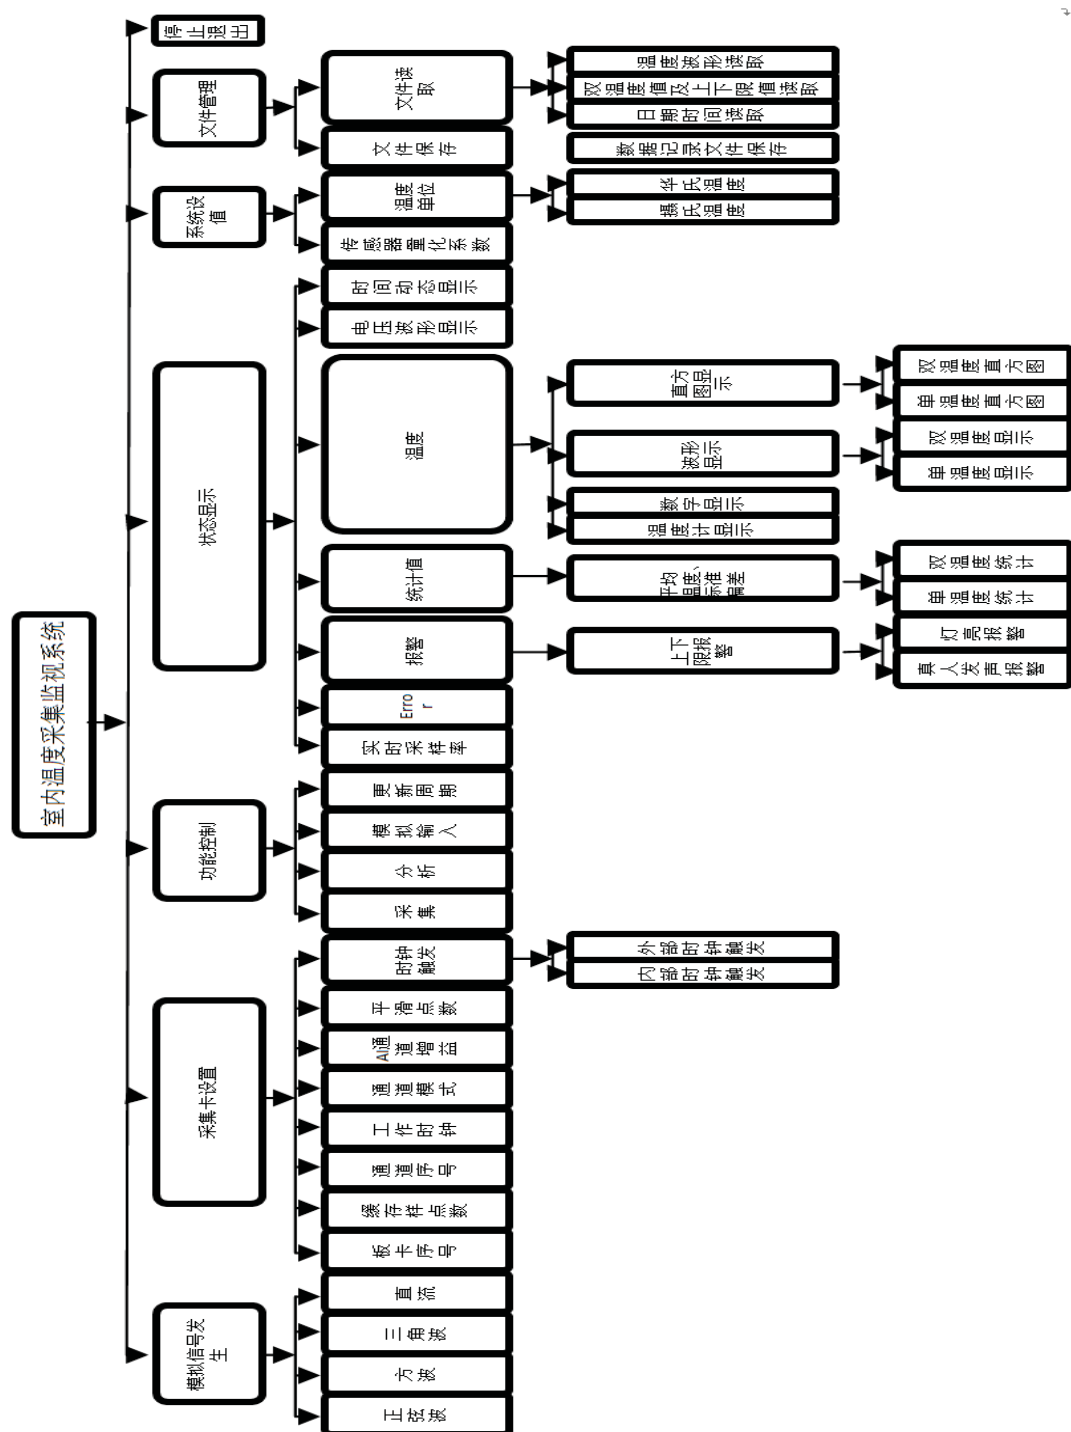 室内温度采集监视系统
模拟信号发
生
采集卡设置
功能控制
状态显示
系统设
值
文件管理
停止退出
正弦波
方波
三角波
直流
板卡序号
缓存样点数
通道序号
工作时钟
通道模式
AI通
道增益
平滑点数
时钟
触发
采集
分析
模拟输入
更新周期
实时采样率
Erro
r
报警
统计值
温度
电压波形显示
时间动态显示
传感器量化系数
温度
单位
文件保存
文件读
取
内部时钟触发
外部时钟触发
上下
限报
警
平均
温度、
标准
偏差
温度计显示
数字显示
波形
显示
直方
图显
示
摄氏温度
华氏温度
数据记录文件保存
日期时间读取
双温度值及上下限值读取
温度波形读取
真人发声报警
灯亮报警
单温度统计
双温度统计
单温度显示
双温度显示
单温度直方图
双温度直方图